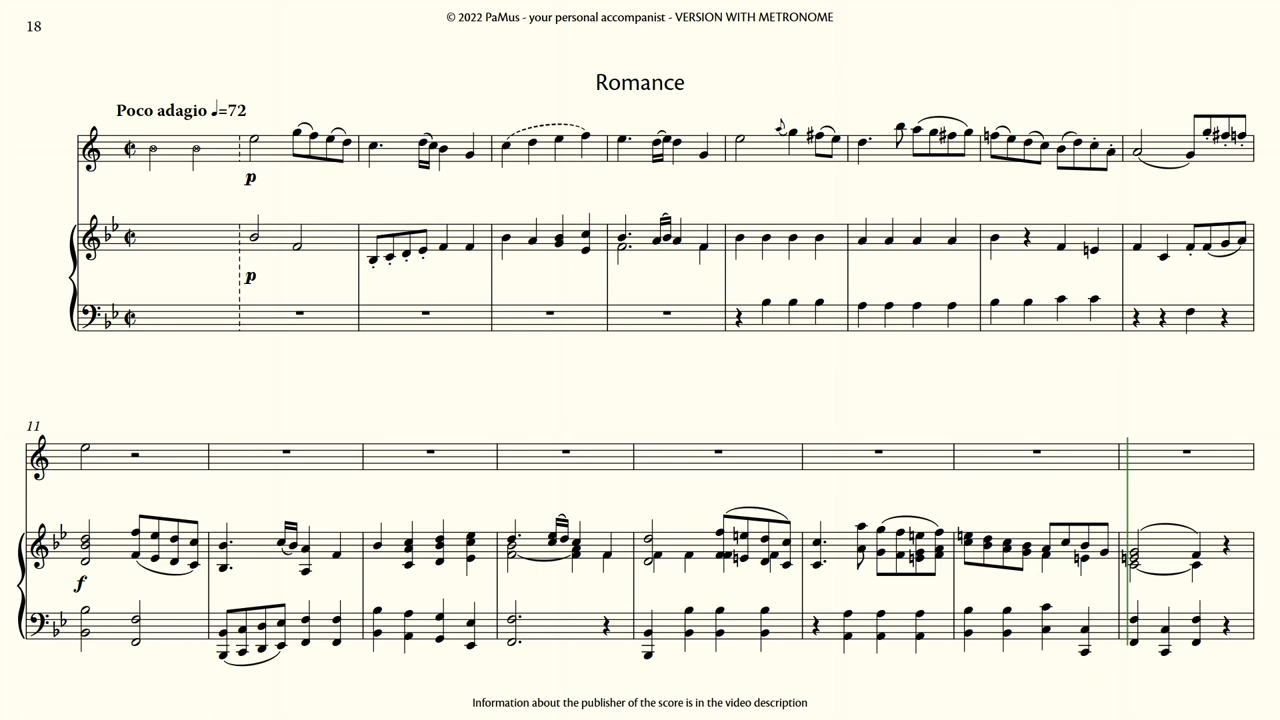 © 2022 PaMus - your personal accompanist - VERSION WITH METRONOME
18
Romance
Poco adagio ♩=72
p
p
11
f
Information about the publisher of the score is in the video description